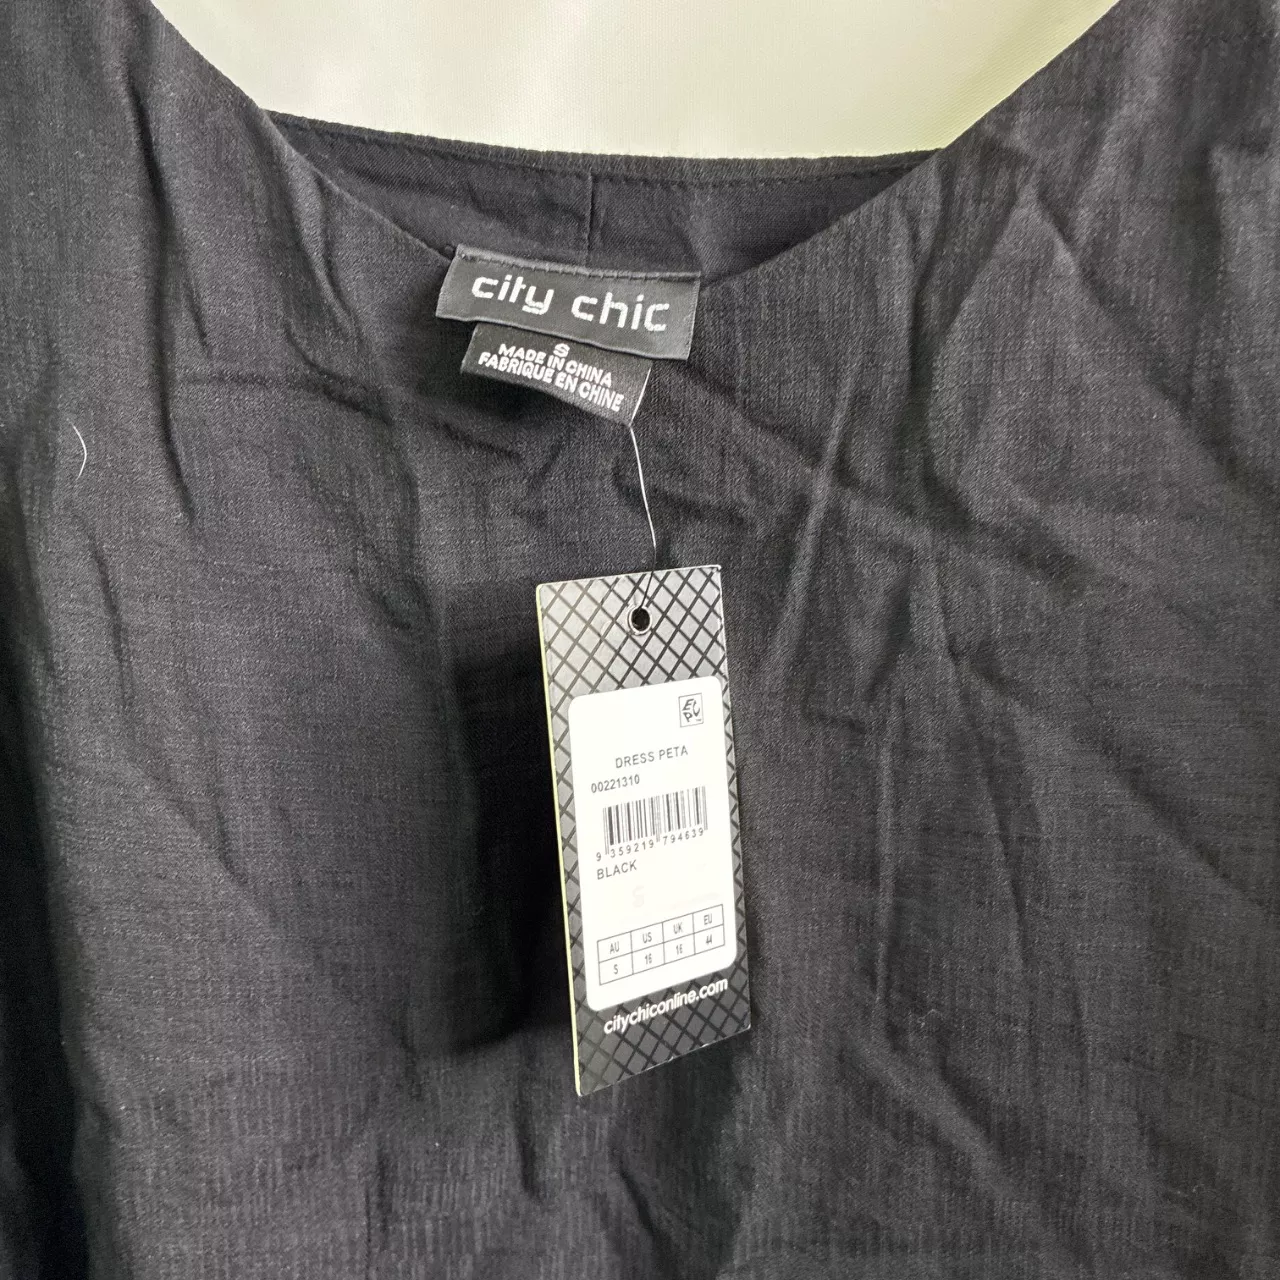 city chic
S
MADE IN CHINA
FABRIQUE EN CHINE
EPC
DRESS PETA
00221310
9 359219 794639
BLACK
S
AU US UK EU
S 16 16 44
citychiconline.com